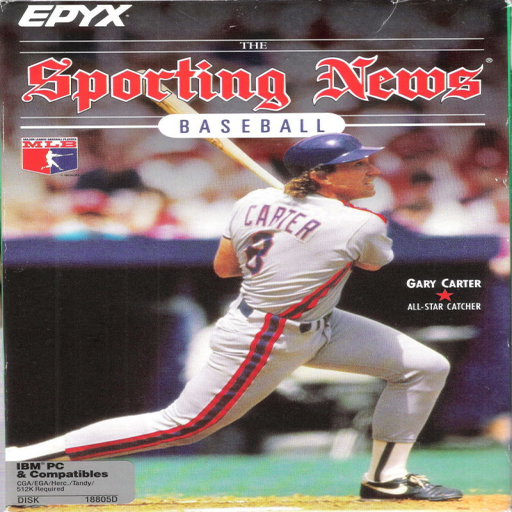 EPYX®
THE
Sporting News®
BASEBALL
MLB
CARTER
8
GARY CARTER
ALL-STAR CATCHER
IBM® PC
& Compatibles
CGA/EGA/Herc./Tandy/
512K Required
DISK 18805D